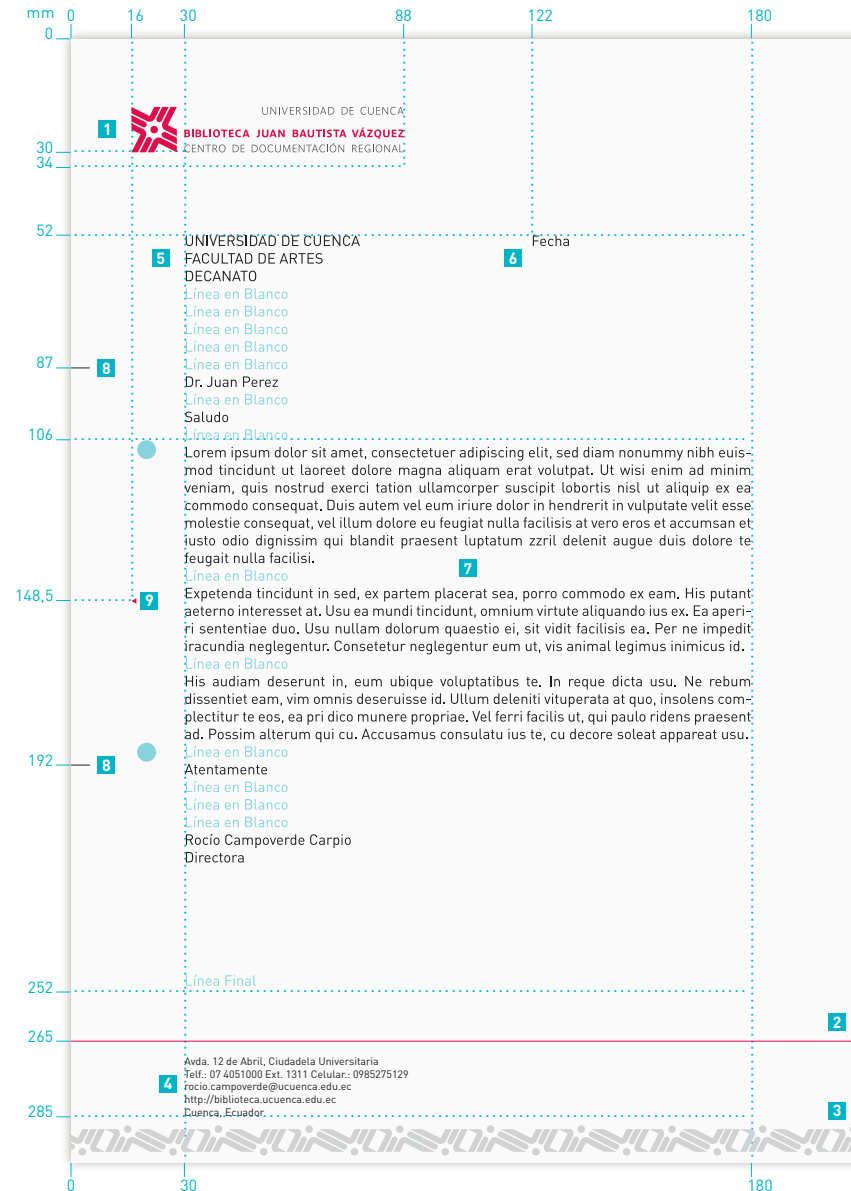 mm 0 16 30 88 122 180
0
UNIVERSIDAD DE CUENCA
1
BIBLIOTECA JUAN BAUTISTA VÁZQUEZ
30
CENTRO DE DOCUMENTACIÓN REGIONAL
34
52
UNIVERSIDAD DE CUENCA Fecha
5 FACULTAD DE ARTES 6
DECANATO
Línea en Blanco
Línea en Blanco
Línea en Blanco
Línea en Blanco
87 8 Línea en Blanco
Dr. Juan Perez
Línea en Blanco
Saludo
106 Línea en Blanco
Lorem ipsum dolor sit amet, consectetuer adipiscing elit, sed diam nonummy nibh euis-
mod tincidunt ut laoreet dolore magna aliquam erat volutpat. Ut wisi enim ad minim
veniam, quis nostrud exerci tation ullamcorper suscipit lobortis nisl ut aliquip ex ea
commodo consequat. Duis autem vel eum iriure dolor in hendrerit in vulputate velit esse
molestie consequat, vel illum dolore eu feugiat nulla facilisis at vero eros et accumsan et
iusto odio dignissim qui blandit praesent luptatum zzril delenit augue duis dolore te
feugait nulla facilisi.
7
Línea en Blanco
148,5 9 Expetenda tincidunt in sed, ex partem placerat sea, porro commodo ex eam. His putant
aeterno interesset at. Usu ea mundi tincidunt, omnium virtute aliquando ius ex. Ea aperi-
ri sententiae duo. Usu nullam dolorum quaestio ei, sit vidit facilisis ea. Per ne impedit
iracundia neglegentur. Consetetur neglegentur eum ut, vis animal legimus inimicus id.
Línea en Blanco
His audiam deserunt in, eum ubique voluptatibus te. In reque dicta usu. Ne rebum
dissentiet eam, vim omnis deseruisse id. Ullum deleniti vituperata at quo, insolens com-
plectitur te eos, ea pri dico munere propriae. Vel ferri facilis ut, qui paulo ridens praesent
ad. Possim alterum qui cu. Accusamus consulatu ius te, cu decore soleat appareat usu.
Línea en Blanco
192 8 Atentamente
Línea en Blanco
Línea en Blanco
Línea en Blanco
Rocío Campoverde Carpio
Directora
Línea Final
252
2
265
Avda. 12 de Abril, Ciudadela Universitaria
Telf.: 07 4051000 Ext. 1311 Celular.: 0985275129
4 rocio.campoverde@ucuenca.edu.ec
http://biblioteca.ucuenca.edu.ec
285 Cuenca, Ecuador 3
0 30 180